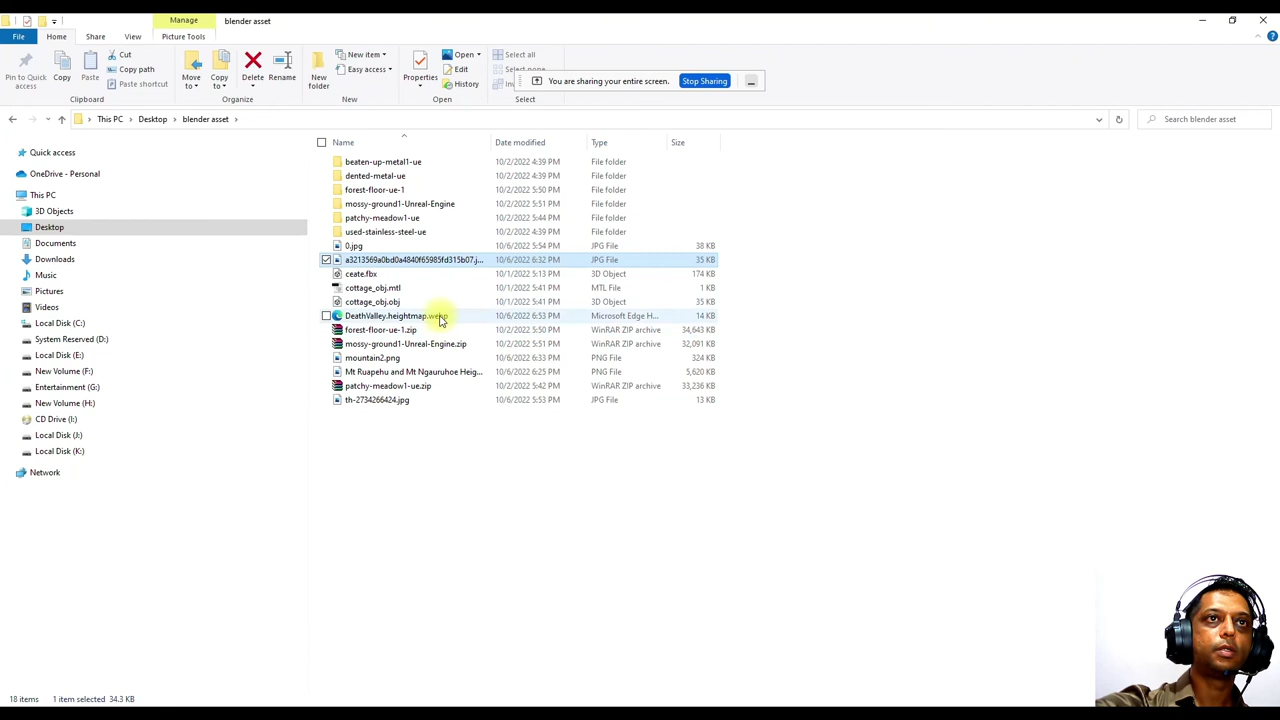 Manage
blender asset
File
Home
Share
View
Picture Tools
Pin to Quick access
Copy
Paste
Cut
Copy path
Paste shortcut
Clipboard
Move to
Copy to
Delete
Rename
Organize
New folder
New item
Easy access
New
Properties
Open
Edit
History
Open
Select all
Select none
Select
You are sharing your entire screen.
Stop Sharing
This PC > Desktop > blender asset >
Search blender asset
Name
Date modified
Type
Size
Quick access
OneDrive - Personal
This PC
3D Objects
Desktop
Documents
Downloads
Music
Pictures
Videos
Local Disk (C:)
System Reserved (D:)
Local Disk (E:)
New Volume (F:)
Entertainment (G:)
New Volume (H:)
CD Drive (I:)
Local Disk (J:)
Local Disk (K:)
Network
beaten-up-metal1-ue 10/2/2022 4:39 PM File folder
dented-metal-ue 10/2/2022 4:39 PM File folder
forest-floor-ue-1 10/2/2022 5:50 PM File folder
mossy-ground1-Unreal-Engine 10/2/2022 5:51 PM File folder
patchy-meadow1-ue 10/2/2022 5:44 PM File folder
used-stainless-steel-ue 10/2/2022 4:39 PM File folder
0.jpg 10/6/2022 5:54 PM JPG File 38 KB
a3213569a0bd0a4840f65985fd315b07.j... 10/6/2022 6:32 PM JPG File 35 KB
ceate.fbx 10/1/2022 5:13 PM 3D Object 174 KB
cottage_obj.mtl 10/1/2022 5:41 PM MTL File 1 KB
cottage_obj.obj 10/1/2022 5:41 PM 3D Object 35 KB
DeathValley.heightmap.webp 10/6/2022 6:53 PM Microsoft Edge H... 14 KB
forest-floor-ue-1.zip 10/2/2022 5:50 PM WinRAR ZIP archive 34,643 KB
mossy-ground1-Unreal-Engine.zip 10/2/2022 5:51 PM WinRAR ZIP archive 32,091 KB
mountain2.png 10/6/2022 6:33 PM PNG File 324 KB
Mt Ruapehu and Mt Ngauruhoe Heig... 10/6/2022 6:25 PM PNG File 5,620 KB
patchy-meadow1-ue.zip 10/2/2022 5:42 PM WinRAR ZIP archive 33,236 KB
th-2734266424.jpg 10/6/2022 5:53 PM JPG File 13 KB
18 items 1 item selected 34.3 KB